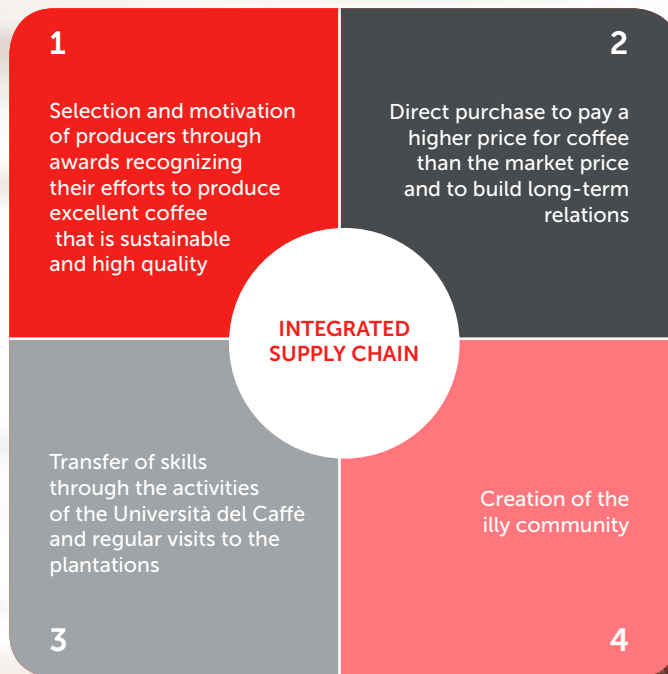 1
Selection and motivation
of producers through
awards recognizing
their efforts to produce
excellent coffee
that is sustainable
and high quality
2
Direct purchase to pay a
higher price for coffee
than the market price
and to build long-term
relations
INTEGRATED
SUPPLY CHAIN
Transfer of skills
through the activities
of the Università del Caffè
and regular visits to the
plantations
3
Creation of the
illy community
4